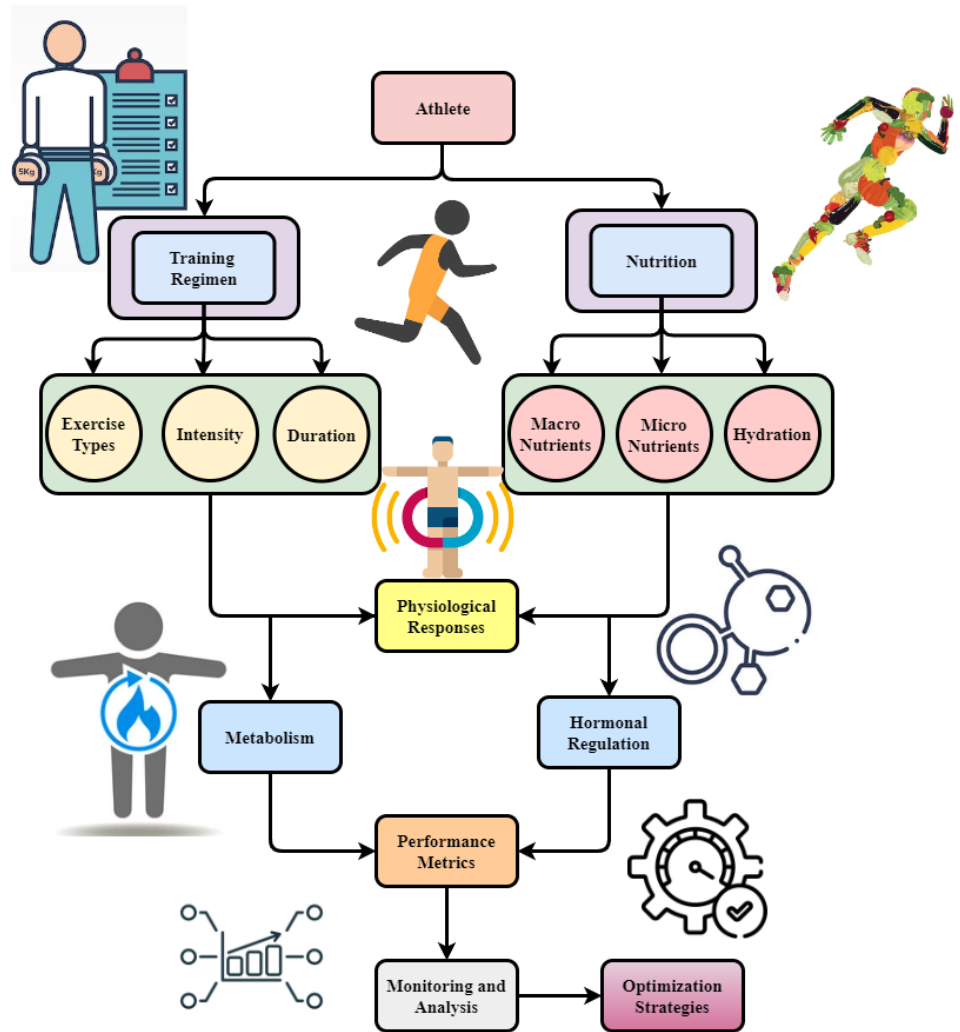 Athlete
5Kg
Kg
Training
Regimen
Nutrition
Exercise
Types
Intensity
Duration
Macro
Nutrients
Micro
Nutrients
Hydration
Physiological
Responses
Metabolism
Hormonal
Regulation
Performance
Metrics
Monitoring and
Analysis
Optimization
Strategies